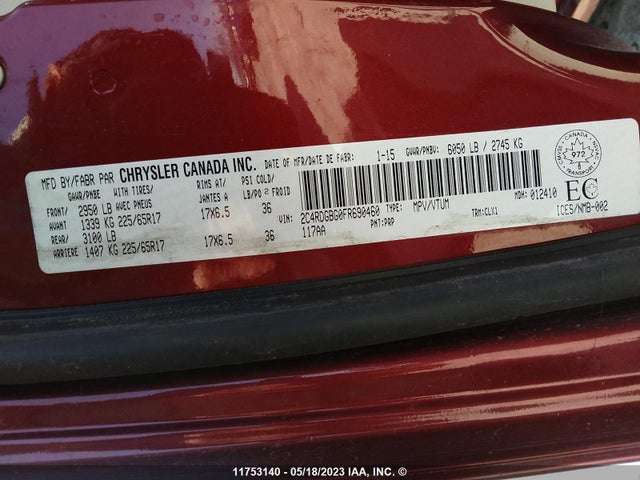 MFD BY/FABR PAR CHRYSLER CANADA INC. DATE OF MFR/DATE DE FABR: 1-15 GVWR/PNBV: 6050 LB / 2745 KG
GAWR/PNBE WITH TIRES/ AVEC PNEUS RIMS AT/ JANTES A PSI COLD/ LB/PO2 FROID
FRONT/ 2950 LB
AVANT 1339 KG 225/65R17 17X6.5 36
REAR/ 3100 LB
ARRIERE 1407 KG 225/65R17 17X6.5 36
VIN: 2C4RDGBG0FR690460 MPV/VTUM MDH: 012410
117AA PNT: PRP TRM: CLX1
CMVSS NSVAC
972
TRANSPORT
EC
ICES/NMB-002
11753140 - 05/18/2023 IAA, INC. ©